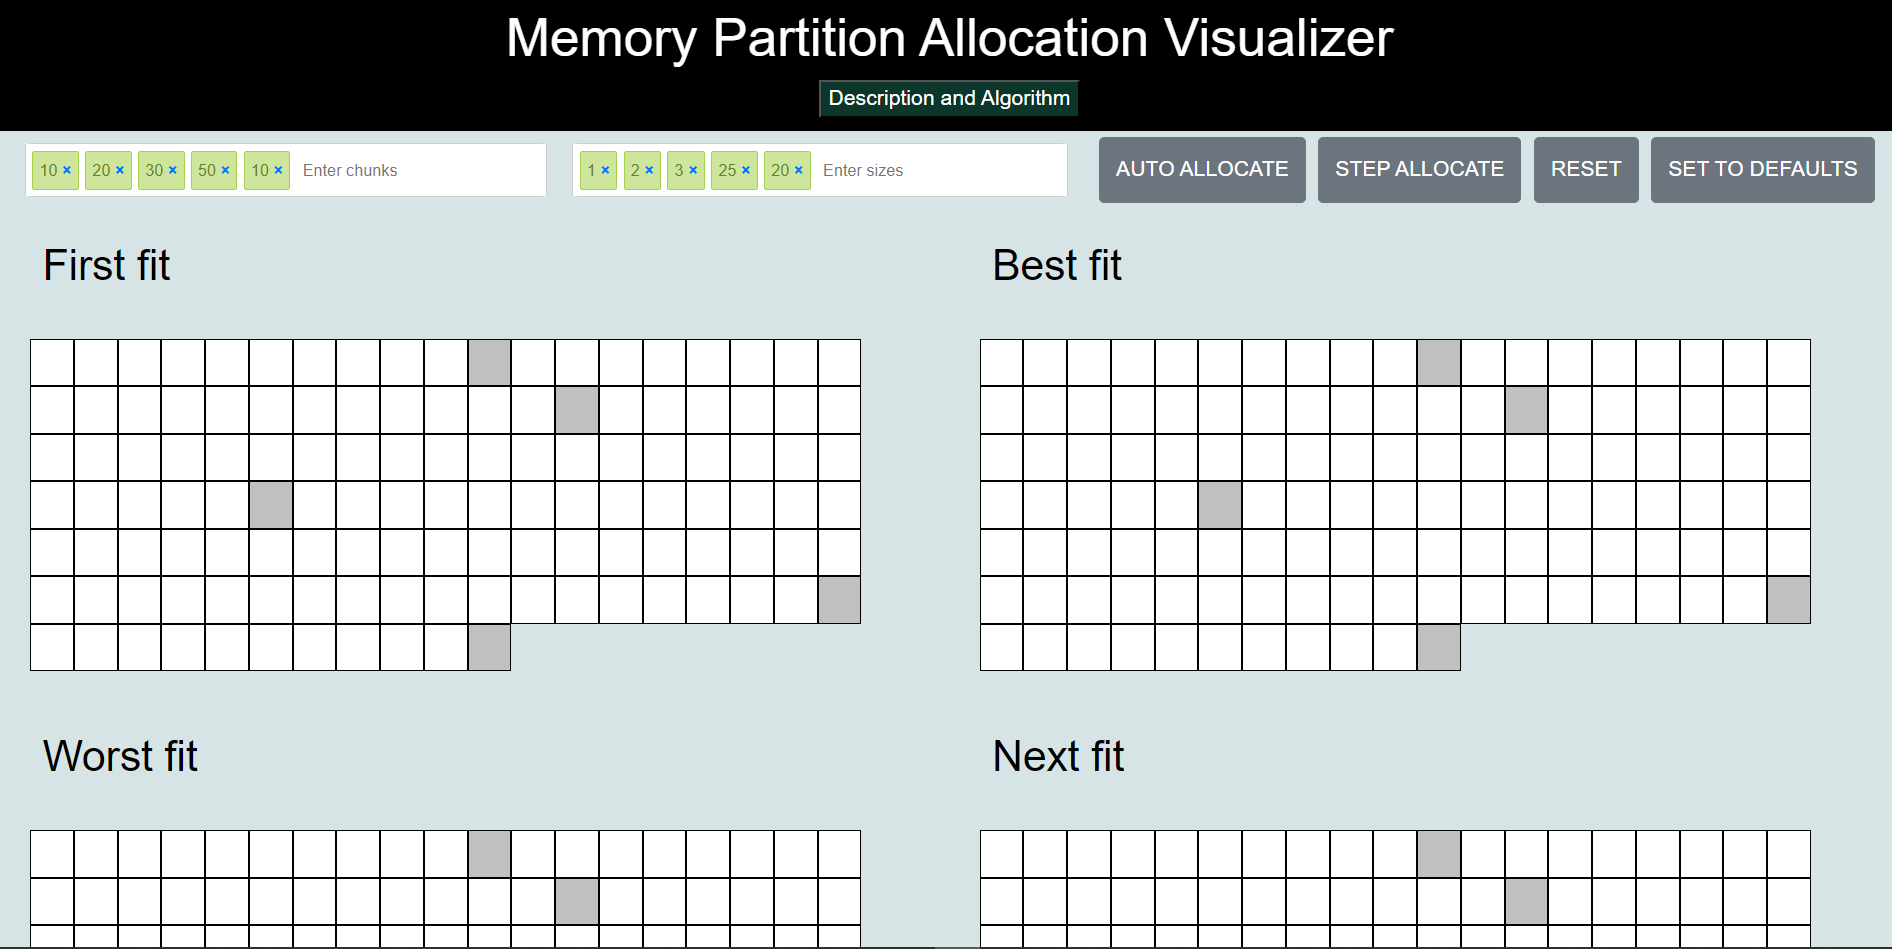 Memory Partition Allocation Visualizer
Description and Algorithm
10 × 20 × 30 × 50 × 10 × Enter chunks
1 × 2 × 3 × 25 × 20 × Enter sizes
AUTO ALLOCATE
STEP ALLOCATE
RESET
SET TO DEFAULTS
First fit
Best fit
Worst fit
Next fit